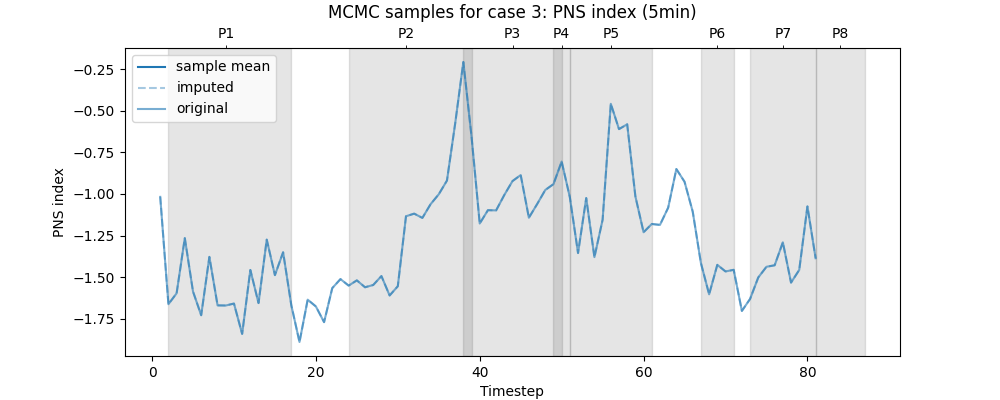 MCMC samples for case 3: PNS index (5min)
P1 P2 P3 P4 P5 P6 P7 P8
sample mean
imputed
original
−0.25
−0.50
−0.75
−1.00
−1.25
−1.50
−1.75
PNS index
0 20 40 60 80
Timestep